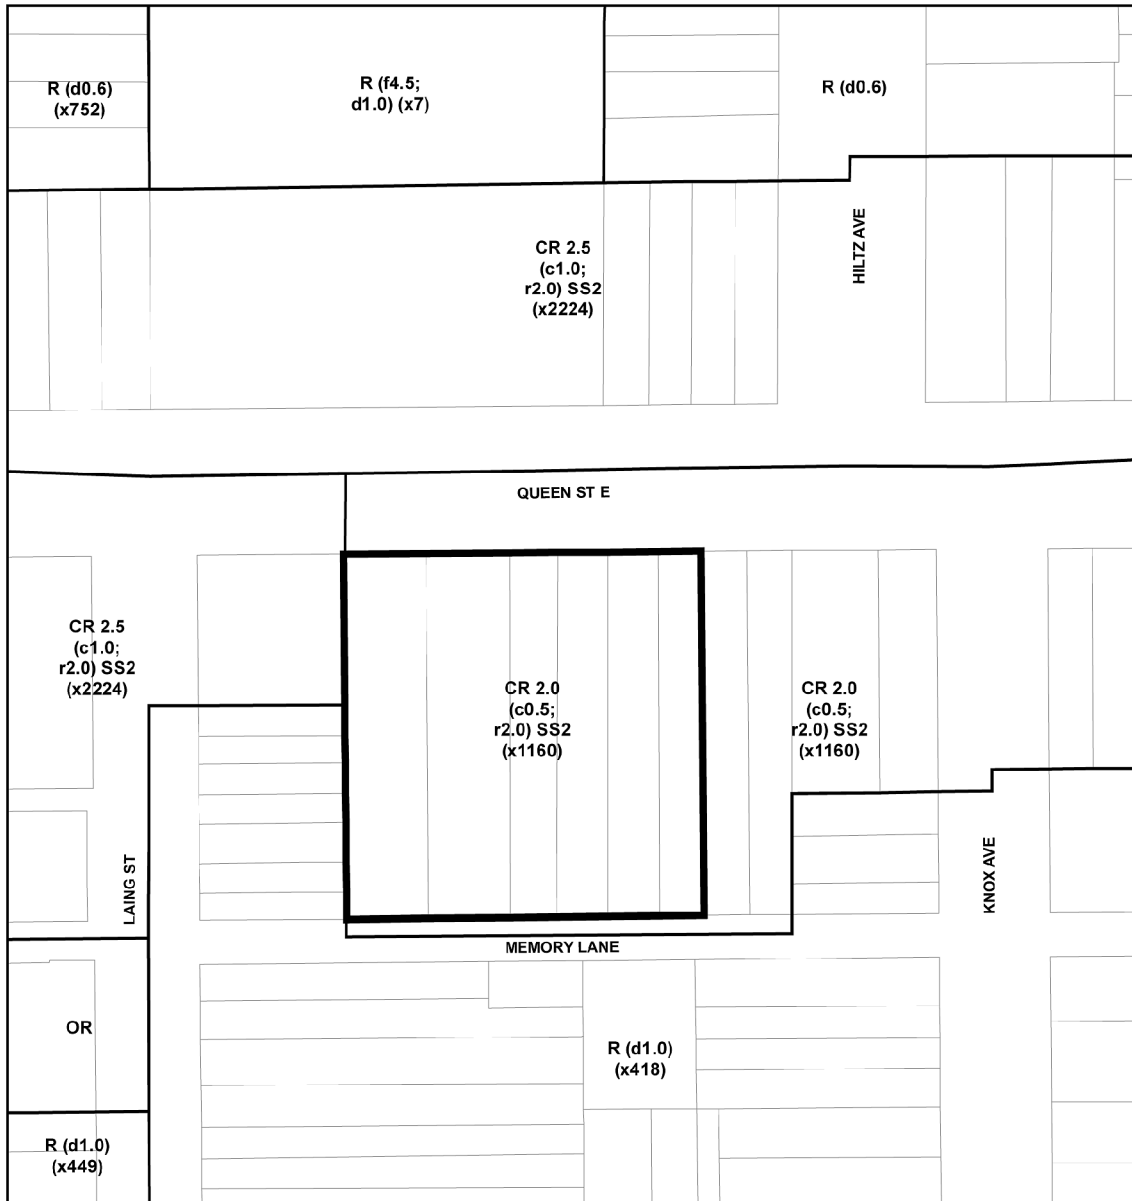 R (d0.6)
(x752)
R (f4.5;
d1.0) (x7)
R (d0.6)
CR 2.5
(c1.0;
r2.0) SS2
(x2224)
HILTZ AVE
QUEEN ST E
CR 2.5
(c1.0;
r2.0) SS2
(x2224)
CR 2.0
(c0.5;
r2.0) SS2
(x1160)
CR 2.0
(c0.5;
r2.0) SS2
(x1160)
LAING ST
KNOX AVE
MEMORY LANE
OR
R (d1.0)
(x418)
R (d1.0)
(x449)